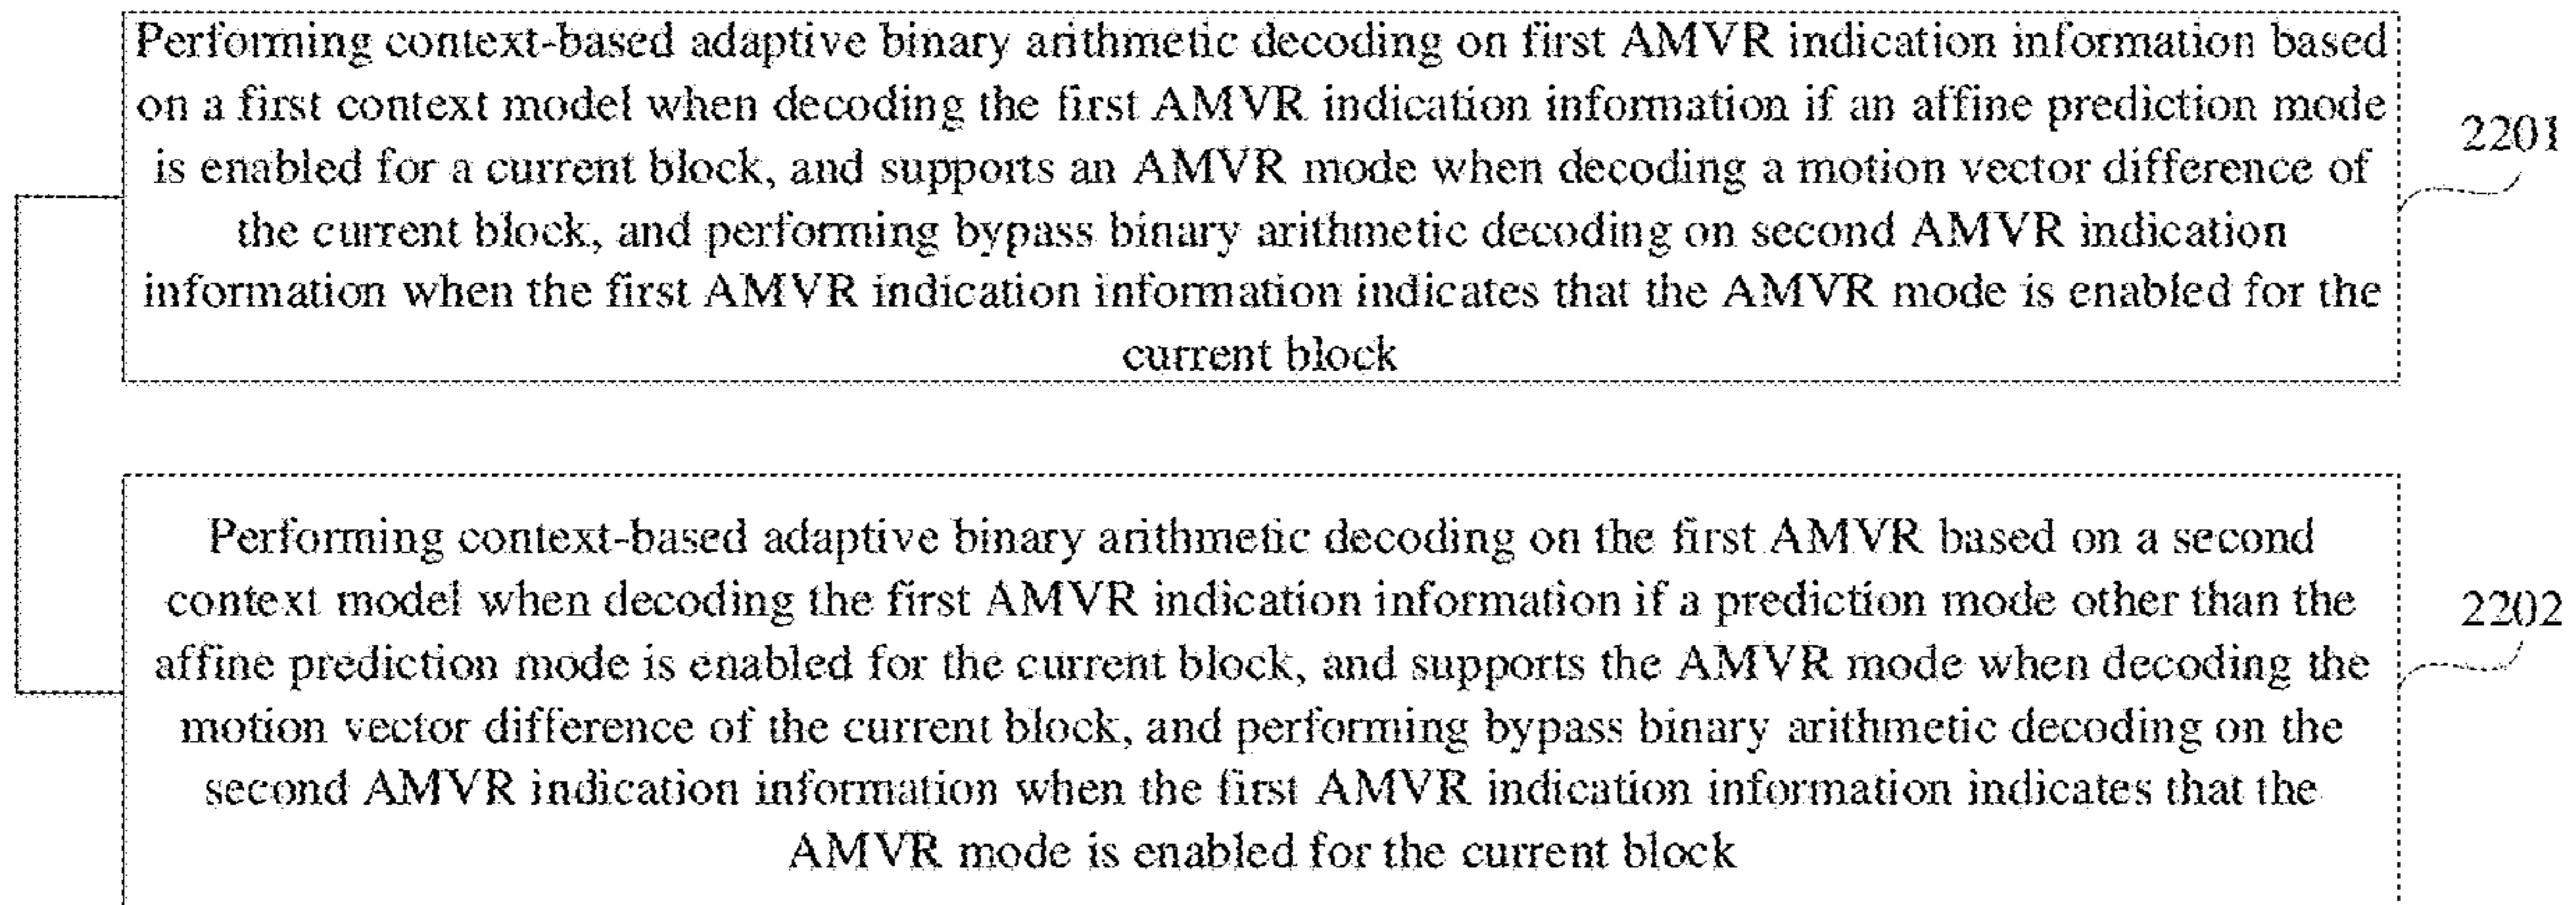 Performing context-based adaptive binary arithmetic decoding on first AMVR indication information based
on a first context model when decoding the first AMVR indication information if an affine prediction mode
is enabled for a current block, and supports an AMVR mode when decoding a motion vector difference of
the current block, and performing bypass binary arithmetic decoding on second AMVR indication
information when the first AMVR indication information indicates that the AMVR mode is enabled for the
current block
2201
Performing context-based adaptive binary arithmetic decoding on the first AMVR based on a second
context model when decoding the first AMVR indication information if a prediction mode other than the
affine prediction mode is enabled for the current block, and supports the AMVR mode when decoding the
motion vector difference of the current block, and performing bypass binary arithmetic decoding on the
second AMVR indication information when the first AMVR indication information indicates that the
AMVR mode is enabled for the current block
2202